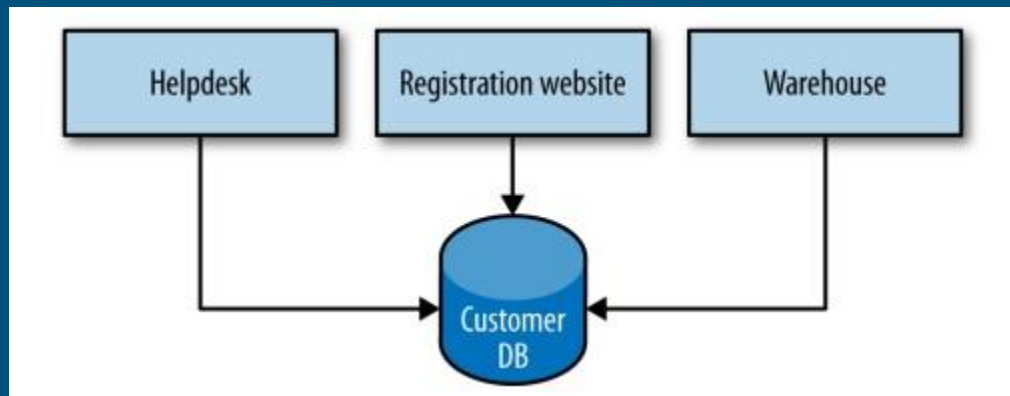 Helpdesk
Registration website
Warehouse
Customer
DB